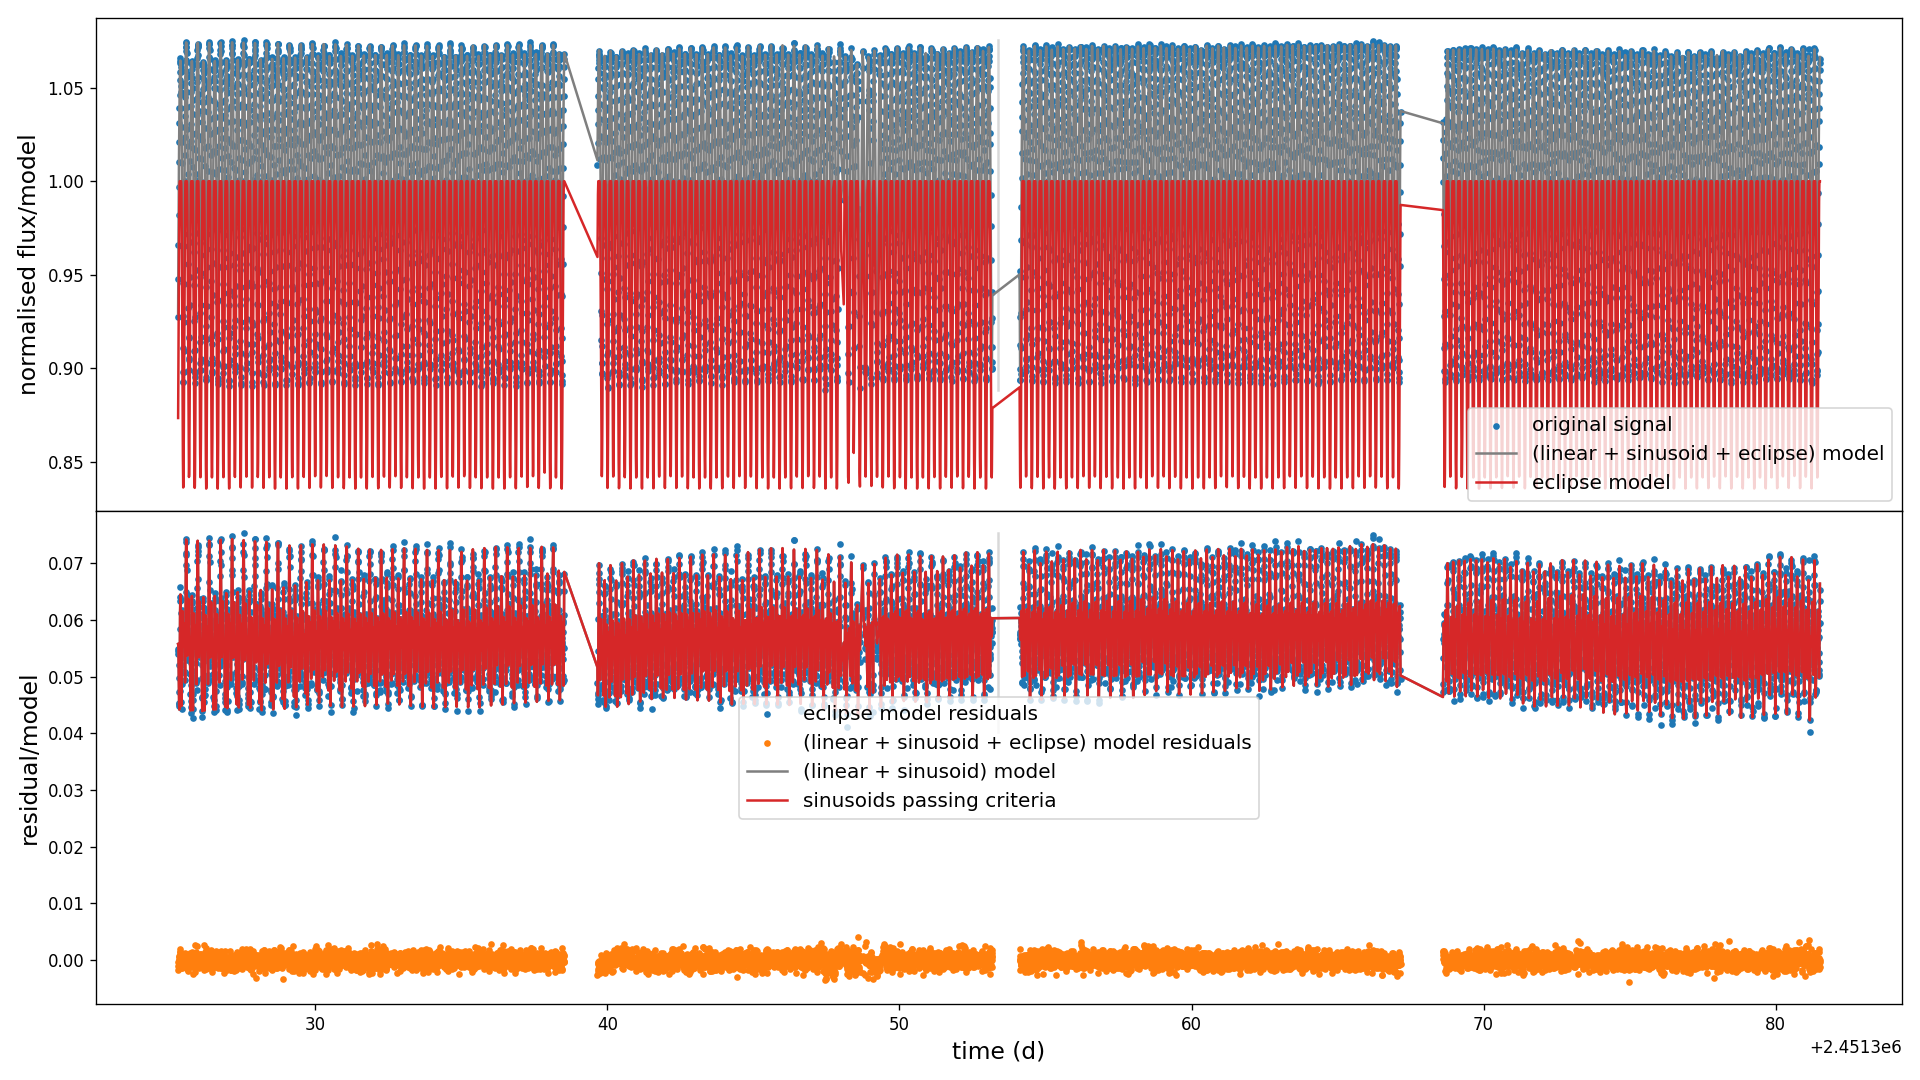 normalised flux/model
1.05
1.00
0.95
0.90
0.85
original signal
(linear + sinusoid + eclipse) model
eclipse model
residual/model
0.07
0.06
0.05
0.04
0.03
0.02
0.01
0.00
eclipse model residuals
(linear + sinusoid + eclipse) model residuals
(linear + sinusoid) model
sinusoids passing criteria
30 40 50 60 70 80
time (d)
+2.4513e6